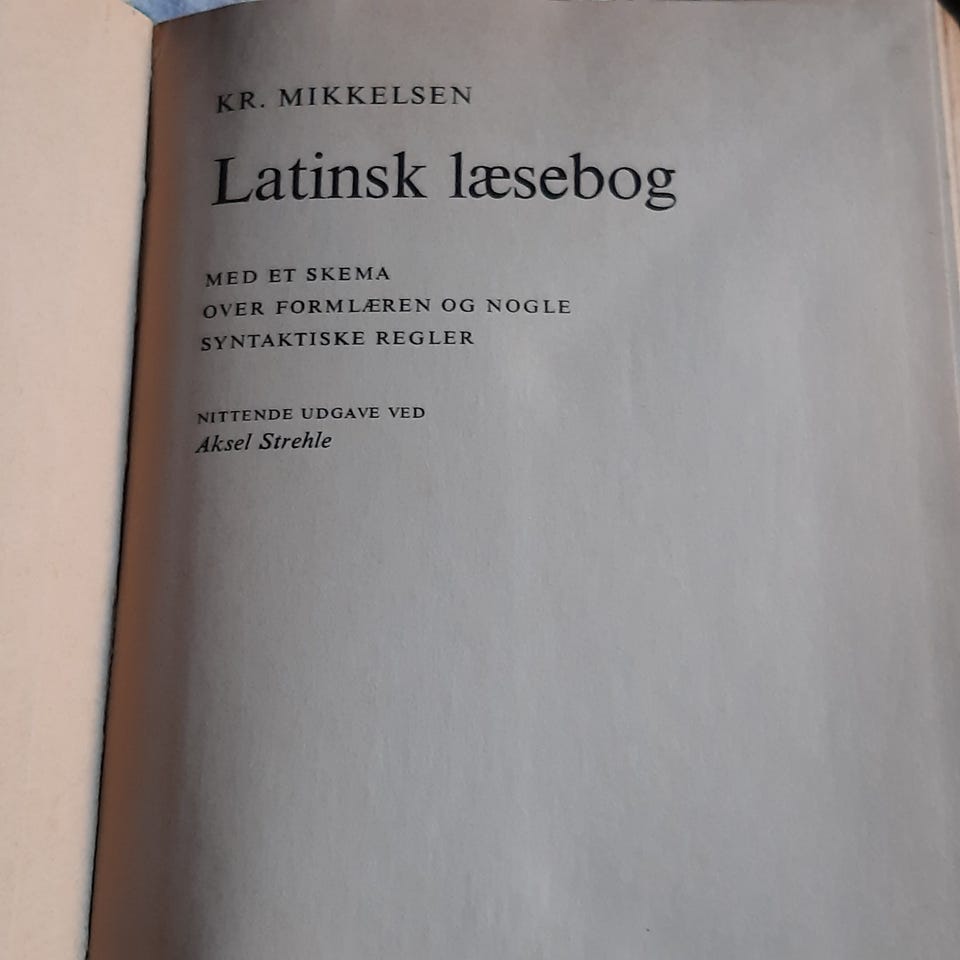 KR. MIKKELSEN
Latinsk læsebog
MED ET SKEMA
OVER FORMLÆREN OG NOGLE
SYNTAKTISKE REGLER
NITTENDE UDGAVE VED
Aksel Strehle